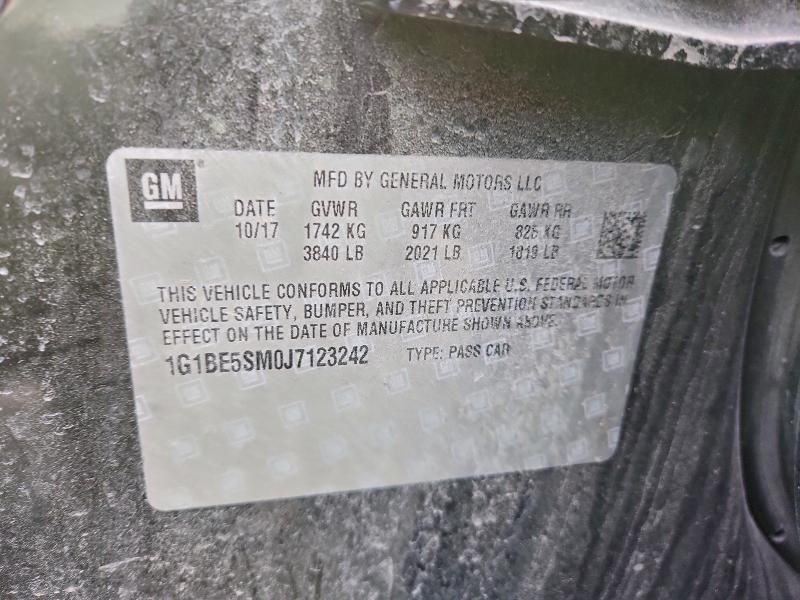 GM
MFD BY GENERAL MOTORS LLC
DATE GVWR GAWR FRT GAWR RR
10/17 1742 KG 917 KG 825 KG
3840 LB 2021 LB 1819 LB
THIS VEHICLE CONFORMS TO ALL APPLICABLE U.S. FEDERAL MOTOR
VEHICLE SAFETY, BUMPER, AND THEFT PREVENTION STANDARDS IN
EFFECT ON THE DATE OF MANUFACTURE SHOWN ABOVE.
1G1BE5SM0J7123242 TYPE: PASS CAR